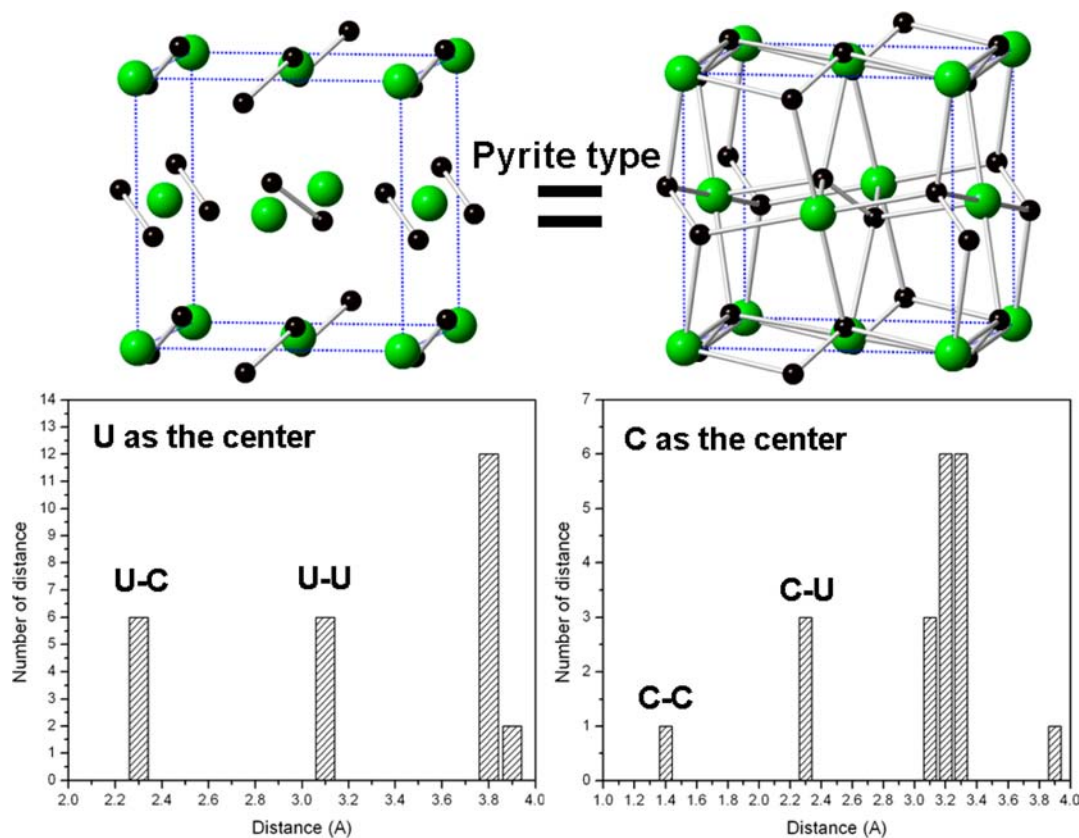 Pyrite type
=
U as the center
U-C
U-U
Number of distance
14
13
12
11
10
9
8
7
6
5
4
3
2
1
0
2.0 2.2 2.4 2.6 2.8 3.0 3.2 3.4 3.6 3.8 4.0
Distance (A)
C as the center
C-C
C-U
Number of distance
7
6
5
4
3
2
1
0
1.0 1.2 1.4 1.6 1.8 2.0 2.2 2.4 2.6 2.8 3.0 3.2 3.4 3.6 3.8 4.0
Distance (A)